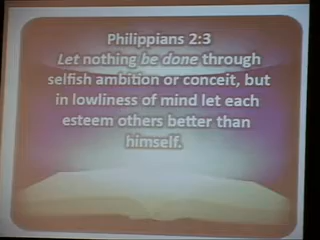 Philippians 2:3
Let nothing be done through
selfish ambition or conceit, but
in lowliness of mind let each
esteem others better than
himself.